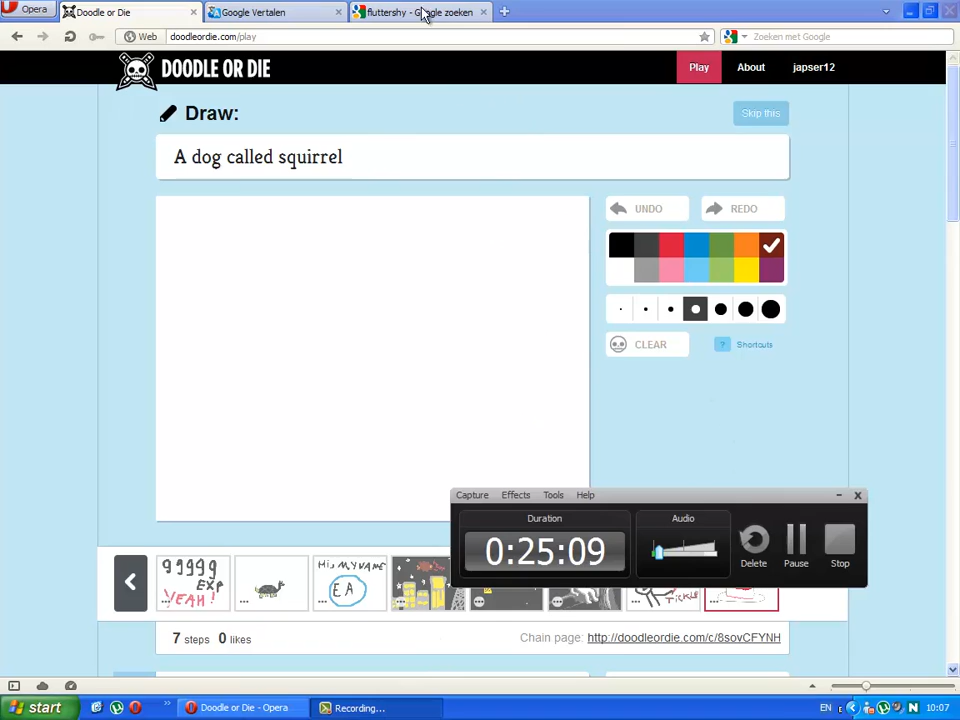 Opera
Doodle or Die
Google Vertalen
fluttershy - Google zoeken
Web
doodleordie.com/play
Zoeken met Google
DOODLE OR DIE
Play
About
japser12
Draw:
Skip this
A dog called squirrel
UNDO
REDO
CLEAR
?
Shortcuts
Capture
Effects
Tools
Help
Duration
Audio
0:25:09
Delete
Pause
Stop
99999
EXP
YEAH!
Hi, MY NAME
EA
TICKLE
7 steps
0 likes
Chain page:
http://doodleordie.com/c/8sovCFYNH
start
Doodle or Die - Opera
Recording...
EN
10:07